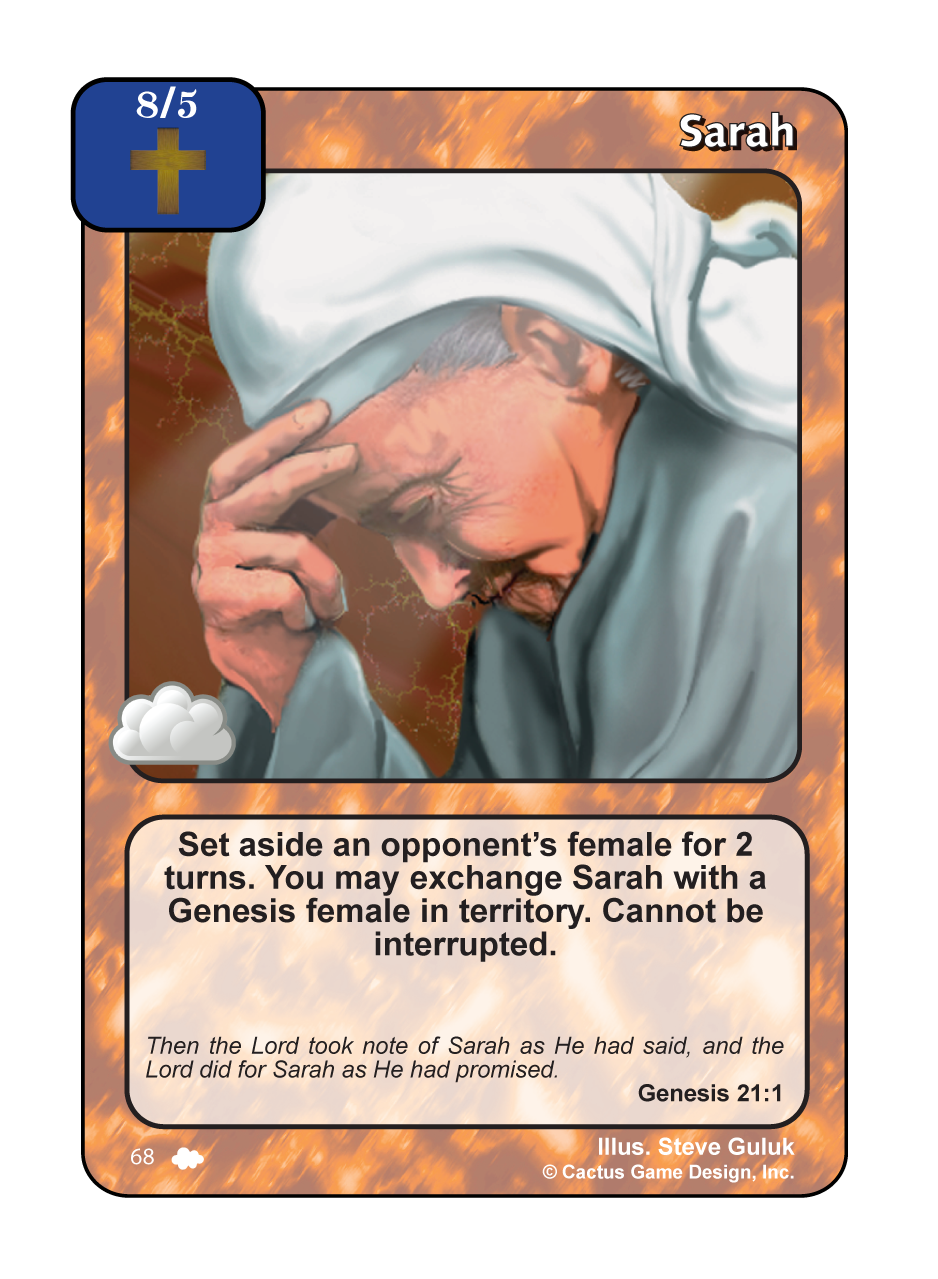 8/5
Sarah
Set aside an opponent’s female for 2
turns. You may exchange Sarah with a
Genesis female in territory. Cannot be
interrupted.
Then the Lord took note of Sarah as He had said, and the
Lord did for Sarah as He had promised.
Genesis 21:1
68
Illus. Steve Guluk
© Cactus Game Design, Inc.